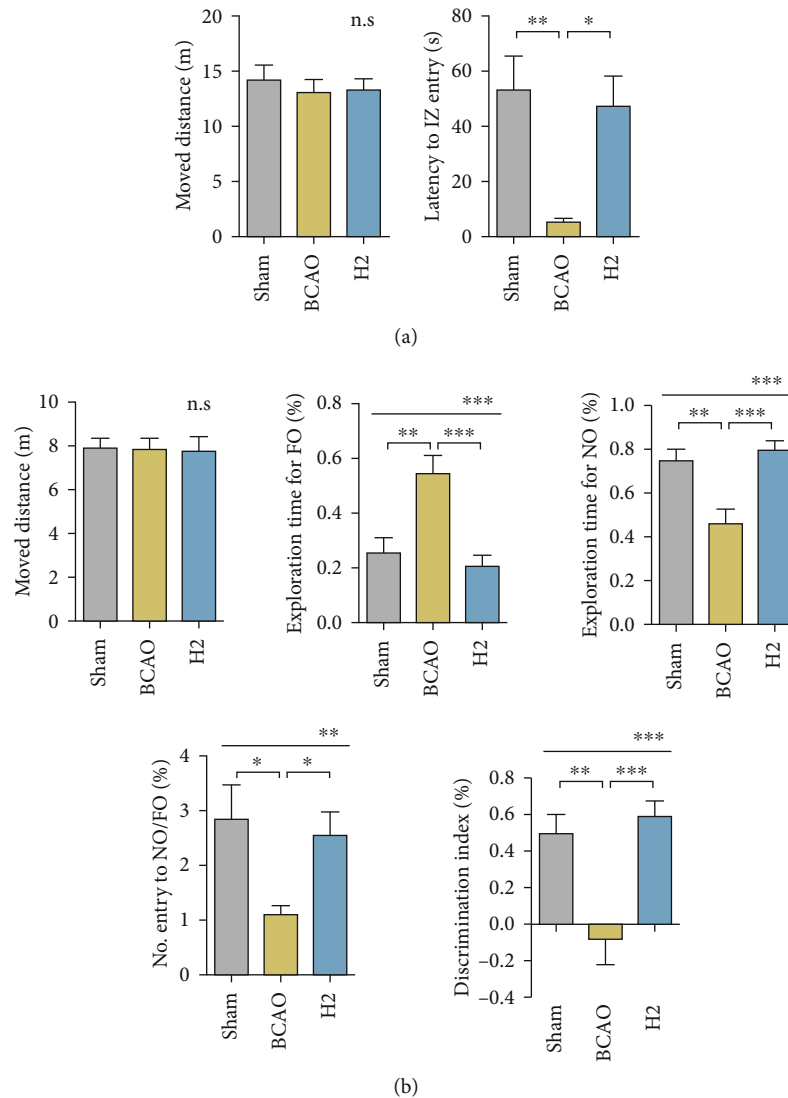 n.s
Moved distance (m)
20
15
10
5
0
Sham
BCAO
H2
** *
Latency to IZ entry (s)
80
60
40
20
0
Sham
BCAO
H2
(a)
n.s
Moved distance (m)
10
8
6
4
2
0
Sham
BCAO
H2
***
** ***
Exploration time for FO (%)
0.8
0.6
0.4
0.2
0.0
Sham
BCAO
H2
***
** ***
Exploration time for NO (%)
1.0
0.8
0.6
0.4
0.2
0.0
Sham
BCAO
H2
**
* *
No. entry to NO/FO (%)
4
3
2
1
0
Sham
BCAO
H2
***
** ***
Discrimination index (%)
0.8
0.6
0.4
0.2
0.0
−0.2
−0.4
Sham
BCAO
H2
(b)